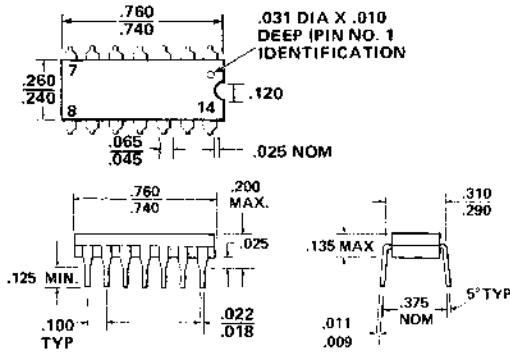 .760
.740
.031 DIA X .010
DEEP (PIN NO. 1
IDENTIFICATION
7
.260
.240
.120
8
14
.065
.045
.025 NOM
.760
.740
.200
MAX.
.310
.290
.025
.135 MAX
.125 MIN.
.100
TYP
.022
.018
.375
NOM
5° TYP
.011
.009